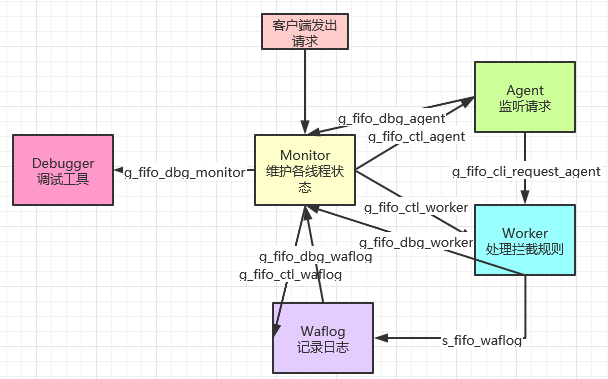 客户端发出
请求
Agent
监听请求
g_fifo_dbg_agent
g_fifo_ctl_agent
Debugger
调试工具
g_fifo_dbg_monitor
Monitor
维护各线程状
态
g_fifo_cli_request_agent
g_fifo_ctl_worker
Worker
处理拦截规则
g_fifo_dbg_worker
g_fifo_dbg_waflog
g_fifo_ctl_waflog
Waflog
记录日志
s_fifo_waflog